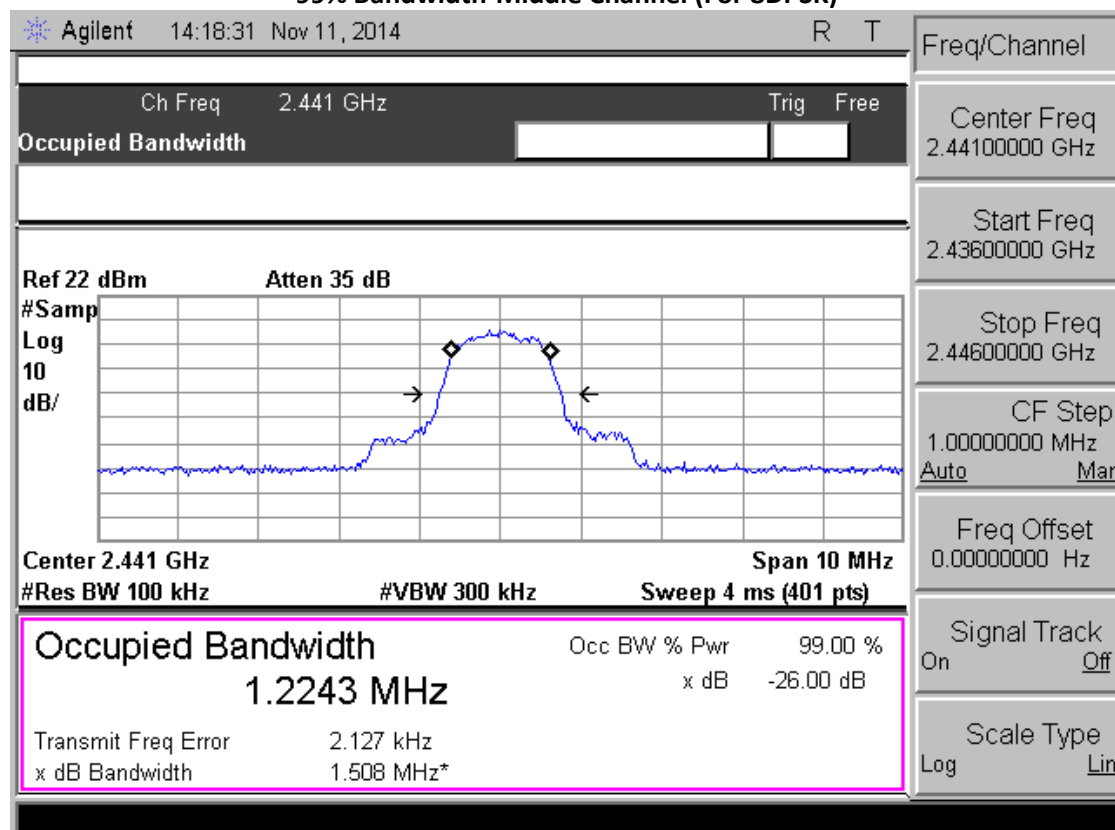 Agilent 14:18:31 Nov 11, 2014 R T
Ch Freq 2.441 GHz Trig Free
Occupied Bandwidth
Ref 22 dBm Atten 35 dB
#Samp
Log
10
dB/
Center 2.441 GHz Span 10 MHz
#Res BW 100 kHz #VBW 300 kHz Sweep 4 ms (401 pts)
Occupied Bandwidth
1.2243 MHz
Occ BW % Pwr 99.00 %
x dB -26.00 dB
Transmit Freq Error 2.127 kHz
x dB Bandwidth 1.508 MHz*
Freq/Channel
Center Freq
2.44100000 GHz
Start Freq
2.43600000 GHz
Stop Freq
2.44600000 GHz
CF Step
1.00000000 MHz
Auto Man
Freq Offset
0.00000000 Hz
Signal Track
On Off
Scale Type
Log Lin